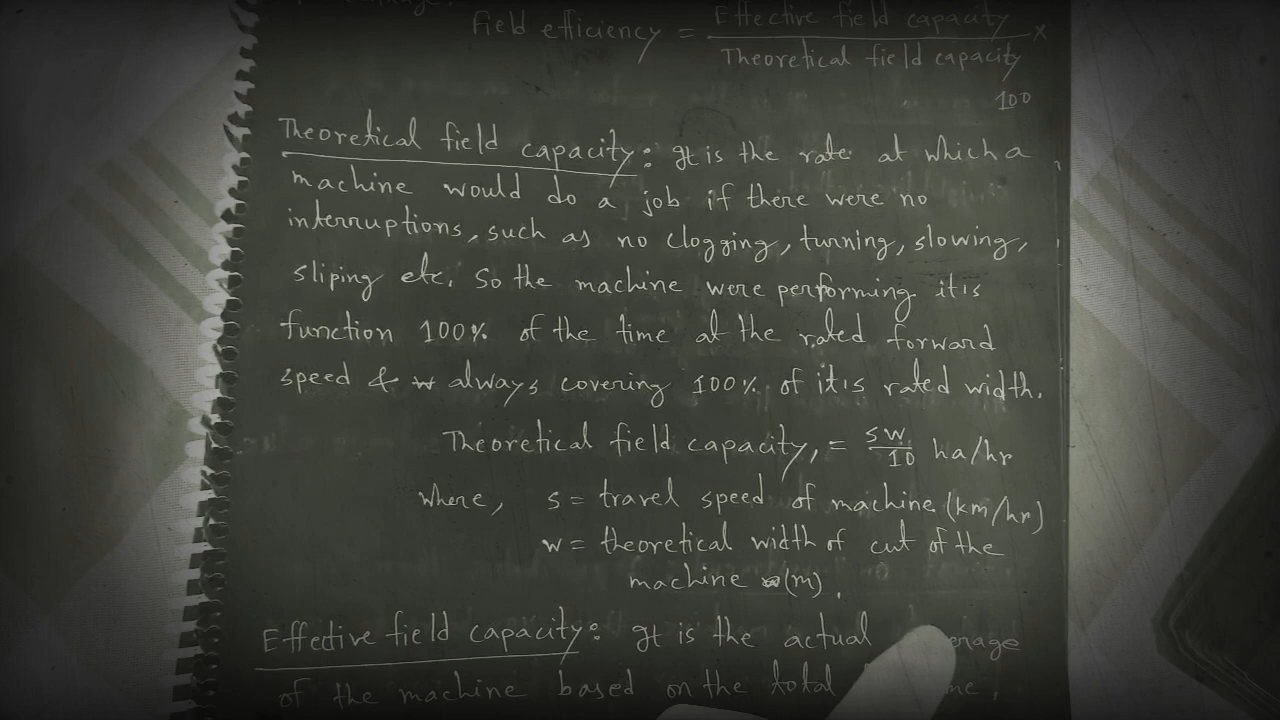 Field efficiency = Effective field capacity / Theoretical field capacity ×
100
Theoretical field capacity: It is the rate at which a
machine would do a job if there were no
interruptions, such as no clogging, turning, slowing,
sliping etc. So the machine were performing it's
function 100% of the time at the rated forward
speed & always covering 100% of it's rated width.
Theoretical field capacity, = sw/10 ha/hr
where, s = travel speed of machine (km/hr)
w = theoretical width of cut of the
machine (m).
Effective field capacity: It is the actual
of the machine based on the total